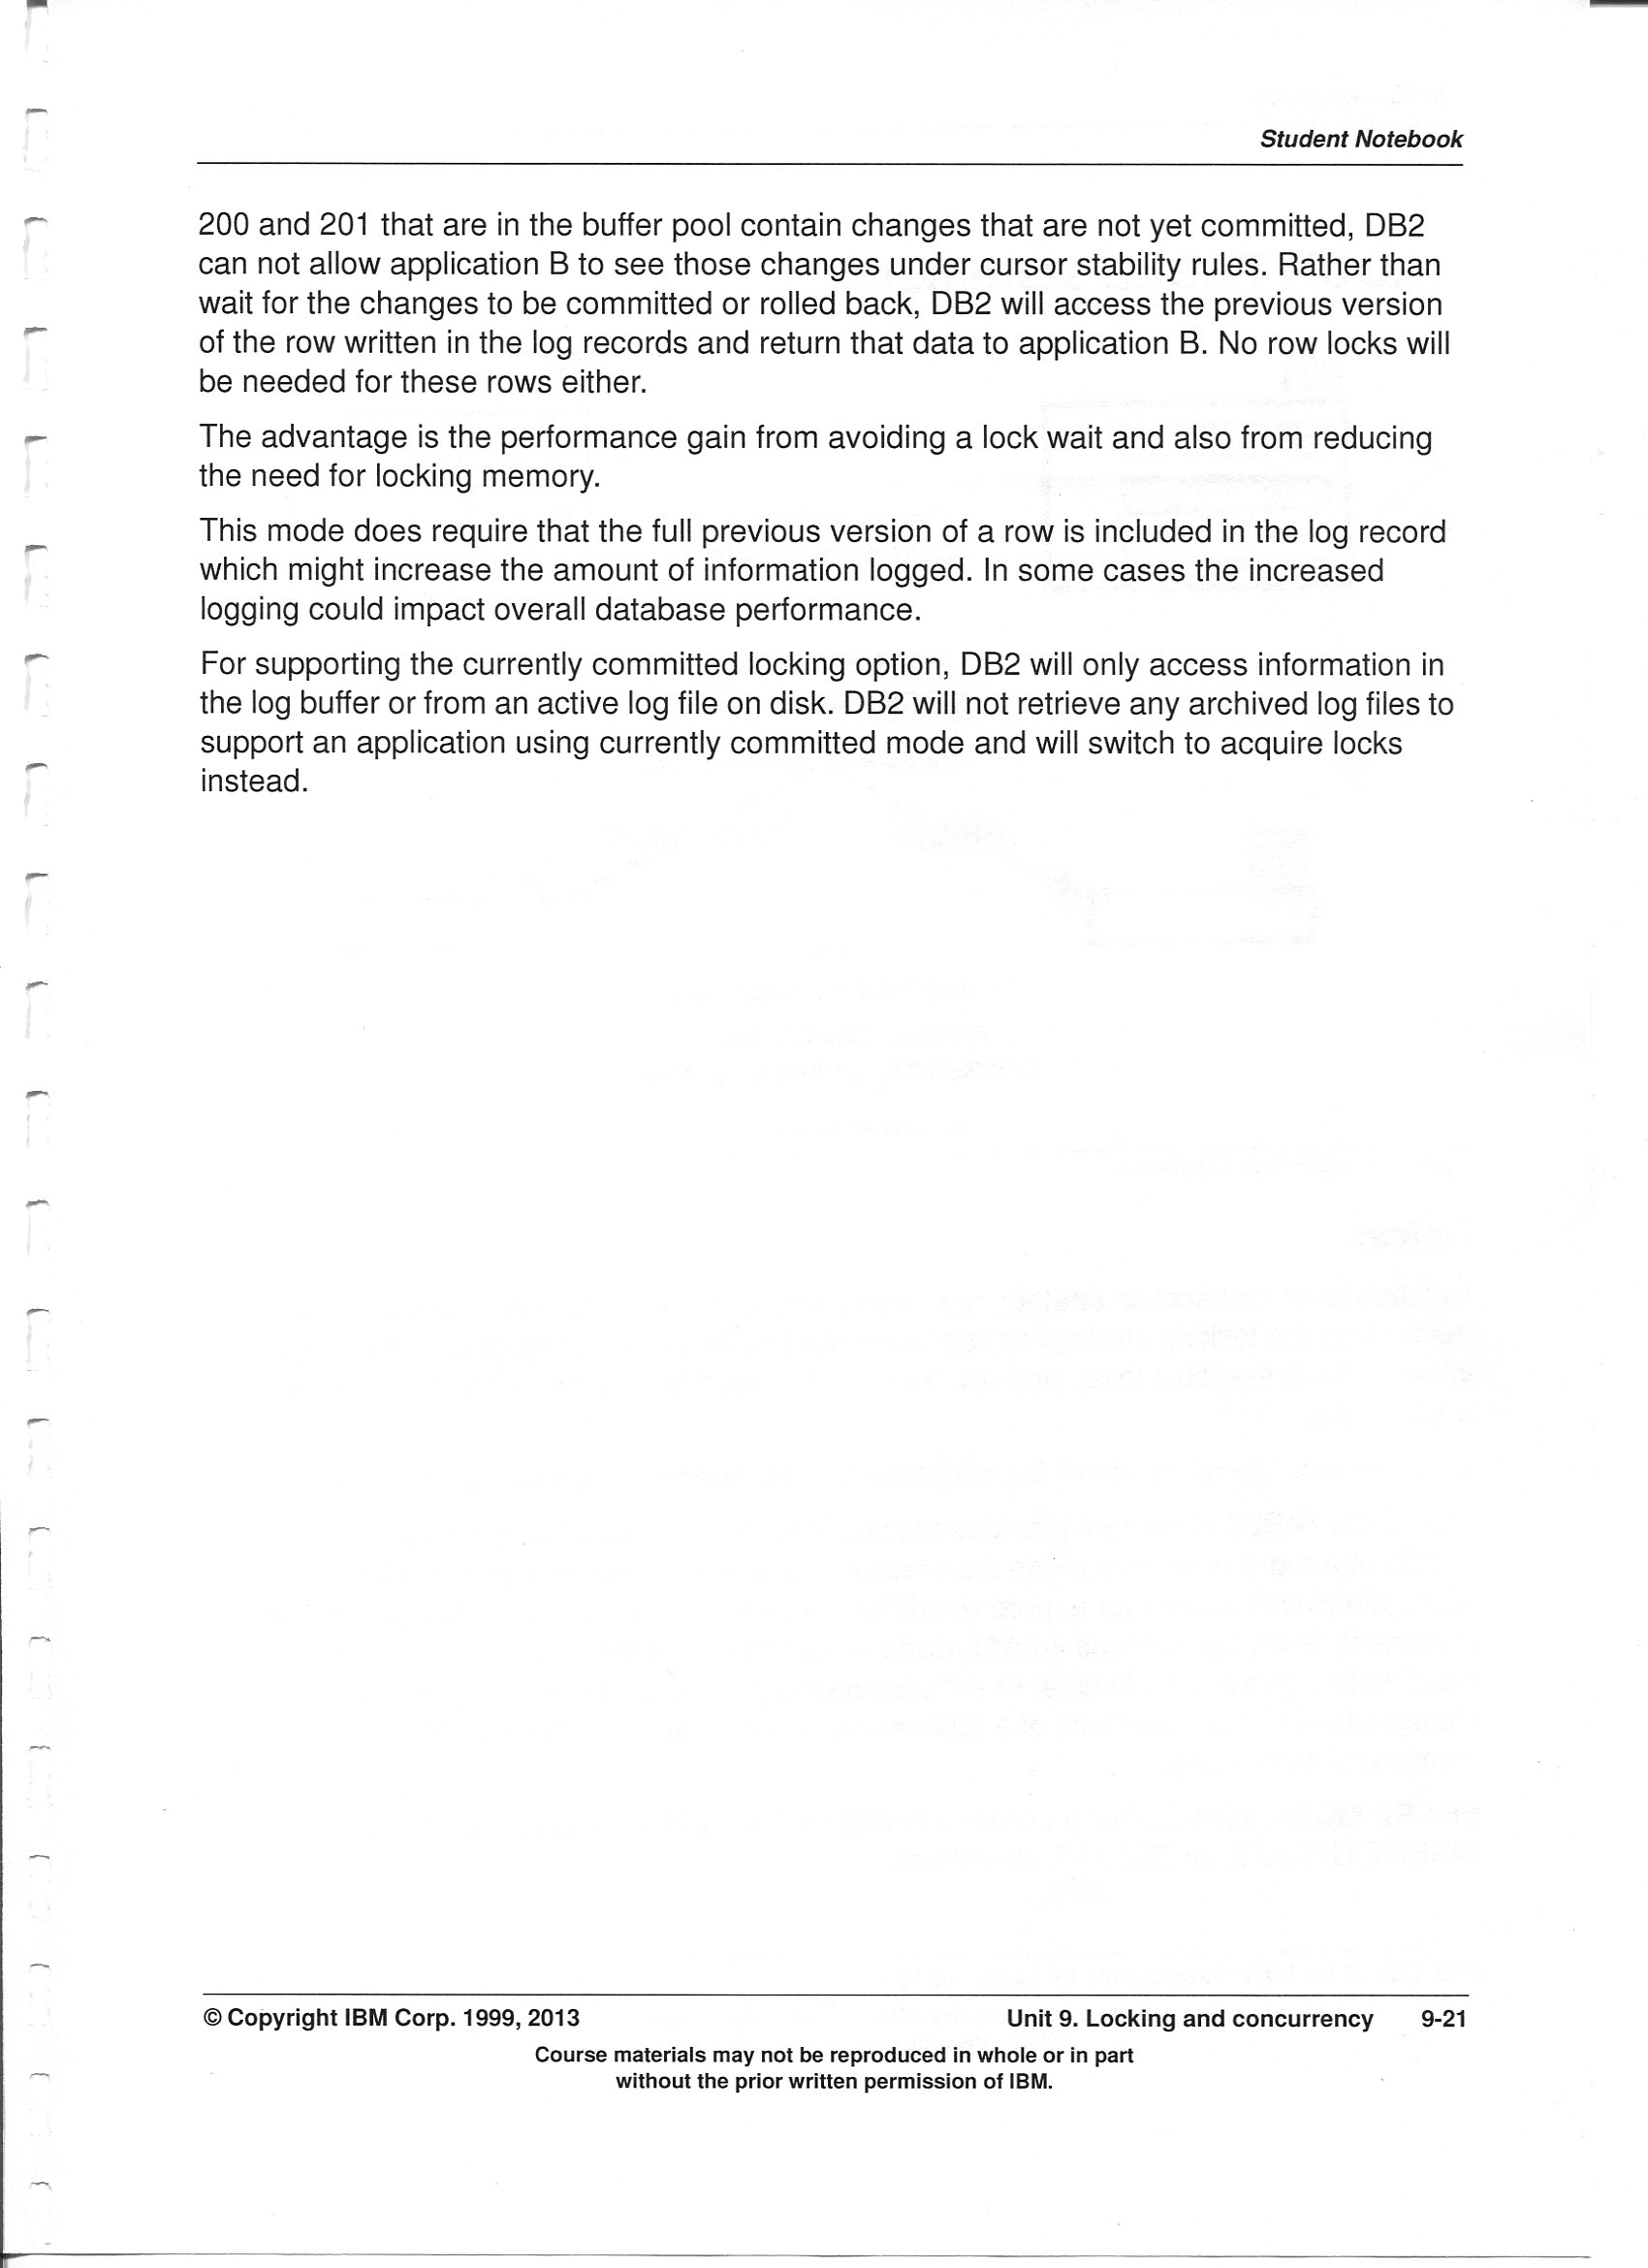 Student Notebook
200 and 201 that are in the buffer pool contain changes that are not yet committed, DB2
can not allow application B to see those changes under cursor stability rules. Rather than
wait for the changes to be committed or rolled back, DB2 will access the previous version
of the row written in the log records and return that data to application B. No row locks will
be needed for these rows either.
The advantage is the performance gain from avoiding a lock wait and also from reducing
the need for locking memory.
This mode does require that the full previous version of a row is included in the log record
which might increase the amount of information logged. In some cases the increased
logging could impact overall database performance.
For supporting the currently committed locking option, DB2 will only access information in
the log buffer or from an active log file on disk. DB2 will not retrieve any archived log files to
support an application using currently committed mode and will switch to acquire locks
instead.
© Copyright IBM Corp. 1999, 2013 Unit 9. Locking and concurrency 9-21
Course materials may not be reproduced in whole or in part
without the prior written permission of IBM.